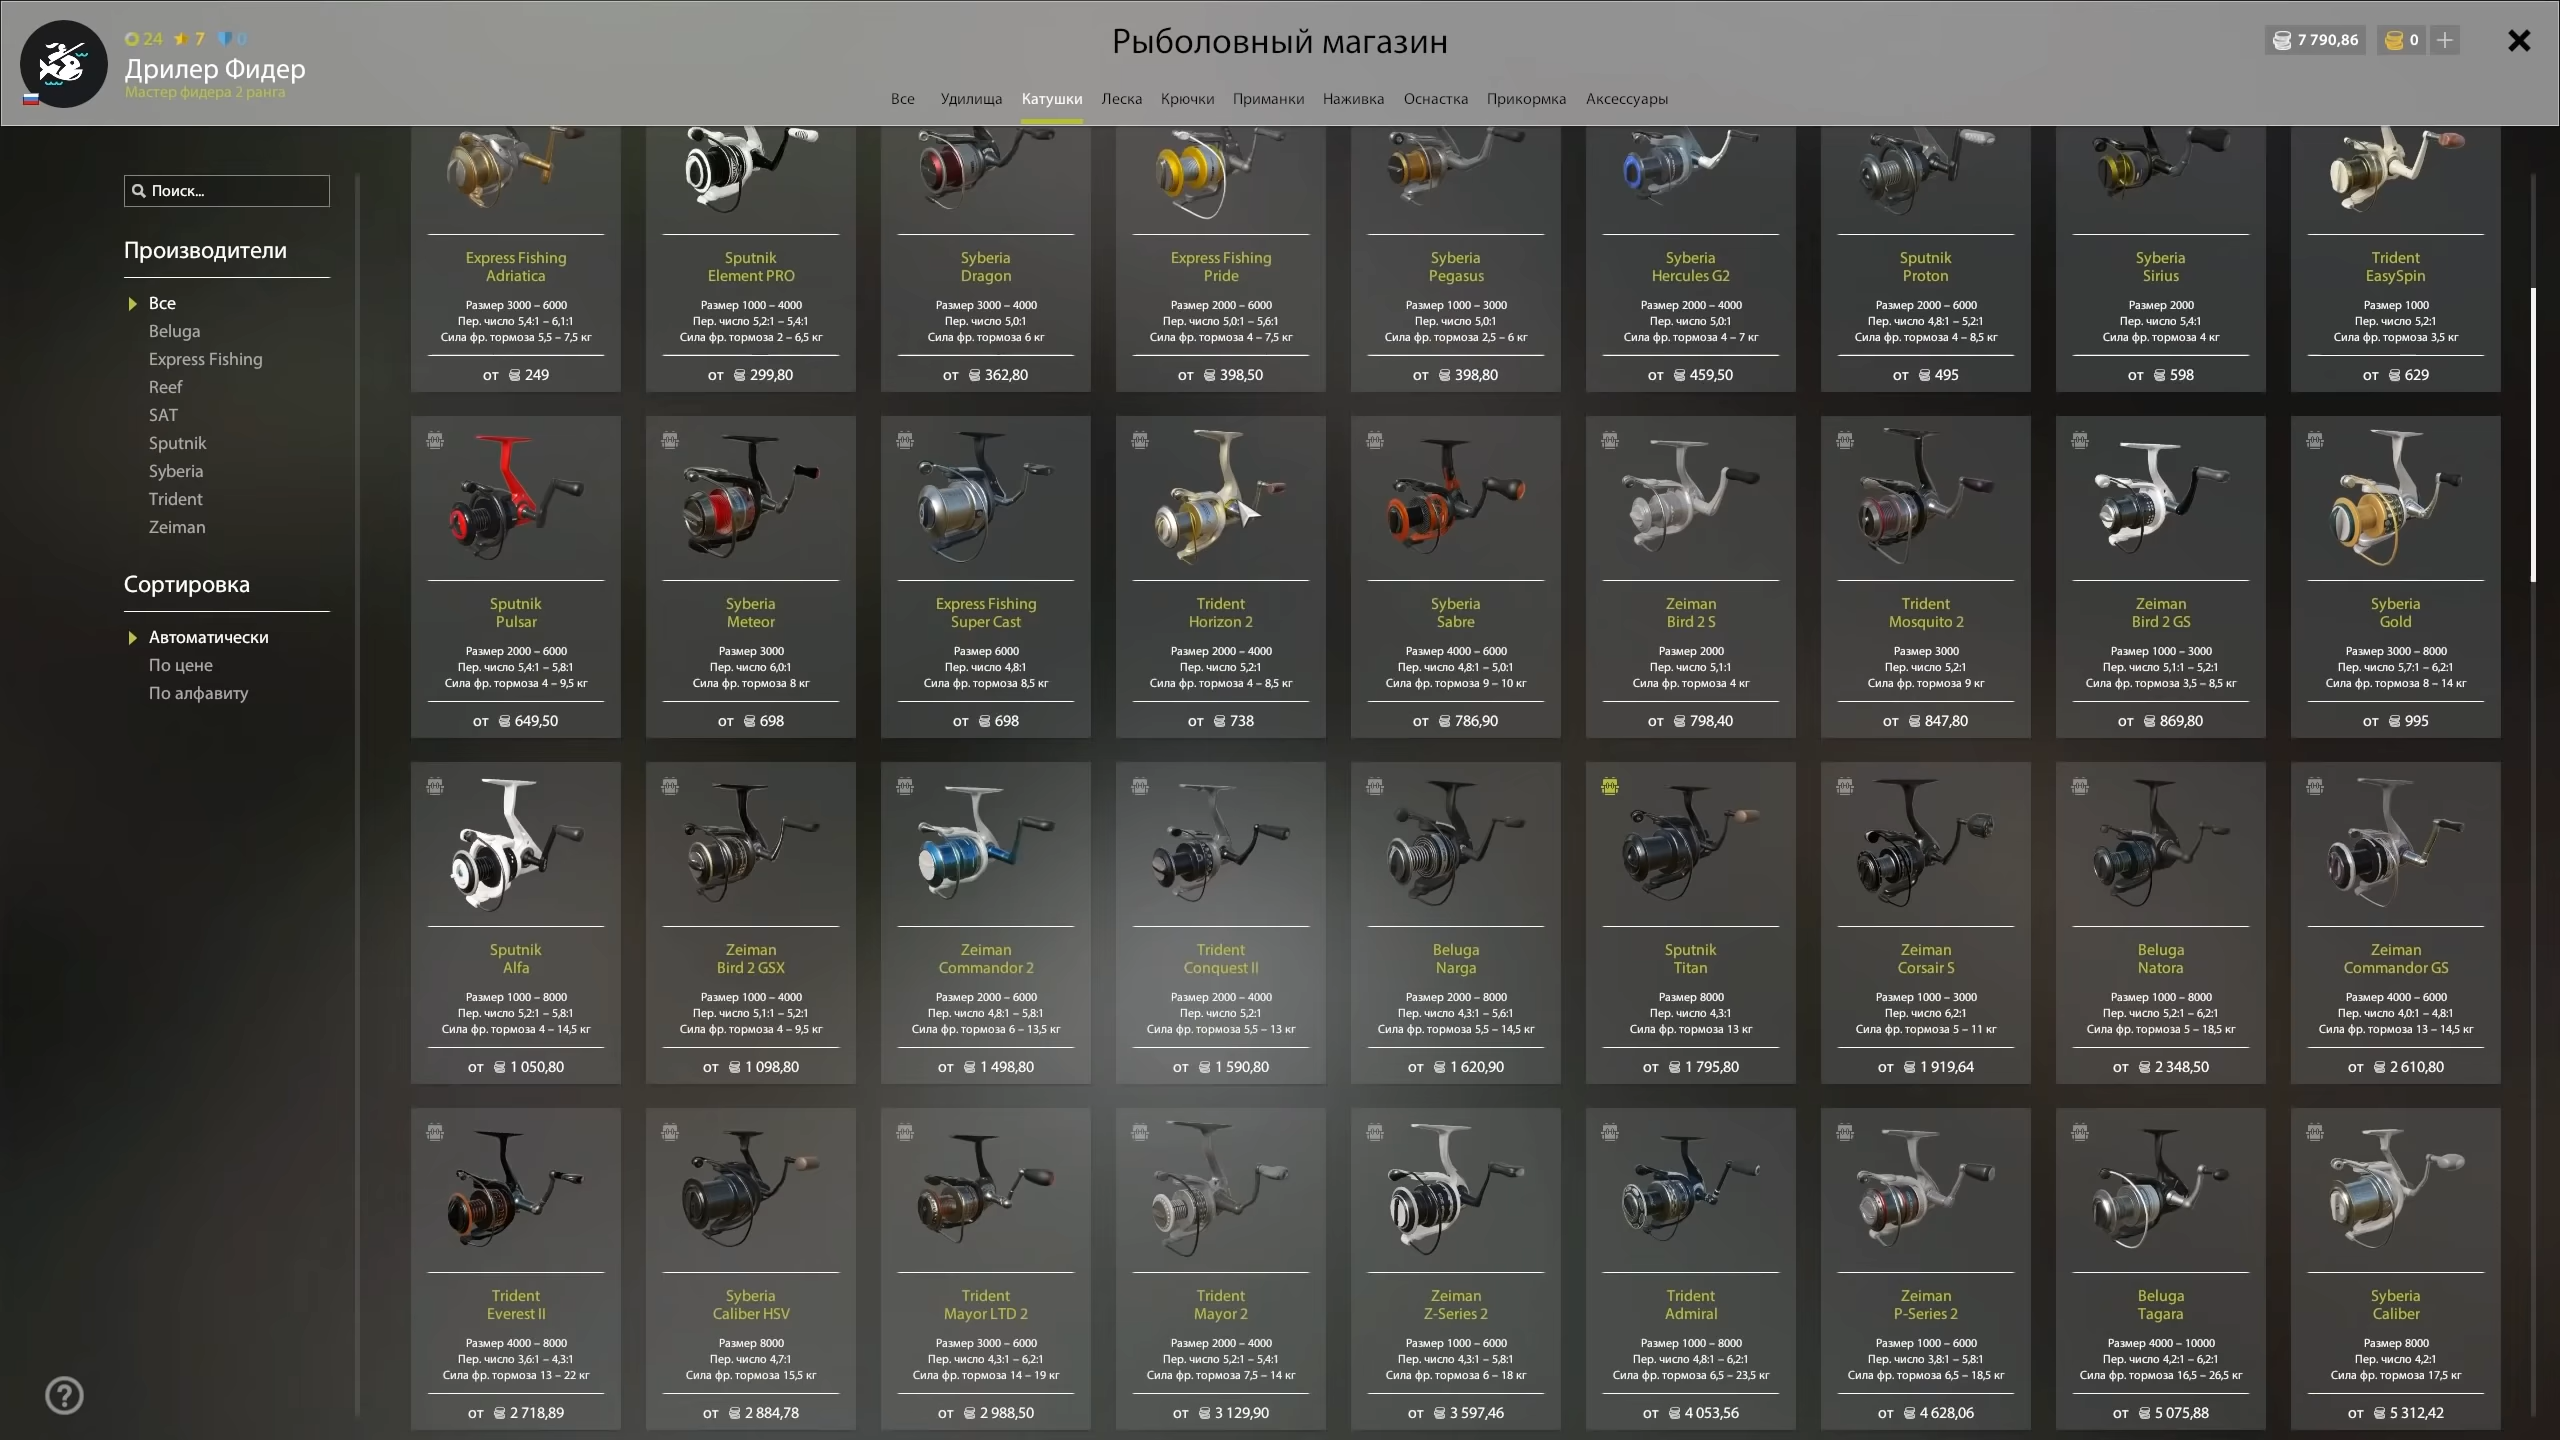 24 7 0
Дрилер Фидер
Мастер фидера 2 ранга
Рыболовный магазин
7 790,86
0
Все Удилища Катушки Леска Крючки Приманки Наживка Оснастка Прикормка Аксессуары
Поиск...
Производители
Все
Beluga
Express Fishing
Reef
SAT
Sputnik
Syberia
Trident
Zeiman
Сортировка
Автоматически
По цене
По алфавиту
Express Fishing
Adriatica
Размер 3000 – 6000
Пер. число 5,4:1 – 6,1:1
Сила фр. тормоза 5,5 – 7,5 кг
от 249
Sputnik
Element PRO
Размер 1000 – 4000
Пер. число 5,2:1 – 5,4:1
Сила фр. тормоза 2 – 6,5 кг
от 299,80
Syberia
Dragon
Размер 3000 – 4000
Пер. число 5,0:1
Сила фр. тормоза 6 кг
от 362,80
Express Fishing
Pride
Размер 2000 – 6000
Пер. число 5,0:1 – 5,6:1
Сила фр. тормоза 4 – 7,5 кг
от 398,50
Syberia
Pegasus
Размер 1000 – 3000
Пер. число 5,0:1
Сила фр. тормоза 2,5 – 6 кг
от 398,80
Syberia
Hercules G2
Размер 2000 – 4000
Пер. число 5,0:1
Сила фр. тормоза 4 – 7 кг
от 459,50
Sputnik
Proton
Размер 2000 – 6000
Пер. число 4,8:1 – 5,2:1
Сила фр. тормоза 4 – 8,5 кг
от 495
Syberia
Sirius
Размер 2000
Пер. число 5,4:1
Сила фр. тормоза 4 кг
от 598
Trident
EasySpin
Размер 1000
Пер. число 5,2:1
Сила фр. тормоза 3,5 кг
от 629
Sputnik
Pulsar
Размер 2000 – 6000
Пер. число 5,4:1 – 5,8:1
Сила фр. тормоза 4 – 9,5 кг
от 649,50
Syberia
Meteor
Размер 3000
Пер. число 6,0:1
Сила фр. тормоза 8 кг
от 698
Express Fishing
Super Cast
Размер 6000
Пер. число 4,8:1
Сила фр. тормоза 8,5 кг
от 698
Trident
Horizon 2
Размер 2000 – 4000
Пер. число 5,2:1
Сила фр. тормоза 4 – 8,5 кг
от 738
Syberia
Sabre
Размер 4000 – 6000
Пер. число 4,8:1 – 5,0:1
Сила фр. тормоза 9 – 10 кг
от 786,90
Zeiman
Bird 2 S
Размер 2000
Пер. число 5,1:1
Сила фр. тормоза 4 кг
от 798,40
Trident
Mosquito 2
Размер 3000
Пер. число 5,2:1
Сила фр. тормоза 9 кг
от 847,80
Zeiman
Bird 2 GS
Размер 1000 – 3000
Пер. число 5,1:1 – 5,2:1
Сила фр. тормоза 3,5 – 8,5 кг
от 869,80
Syberia
Gold
Размер 3000 – 8000
Пер. число 5,7:1 – 6,2:1
Сила фр. тормоза 8 – 14 кг
от 995
Sputnik
Alfa
Размер 1000 – 8000
Пер. число 5,2:1 – 5,8:1
Сила фр. тормоза 4 – 14,5 кг
от 1 050,80
Zeiman
Bird 2 GSX
Размер 1000 – 4000
Пер. число 5,1:1 – 5,2:1
Сила фр. тормоза 4 – 9,5 кг
от 1 098,80
Zeiman
Commandor 2
Размер 2000 – 6000
Пер. число 4,8:1 – 5,8:1
Сила фр. тормоза 6 – 13,5 кг
от 1 498,80
Trident
Conquest II
Размер 2000 – 4000
Пер. число 5,2:1
Сила фр. тормоза 5,5 – 13 кг
от 1 590,80
Beluga
Narga
Размер 2000 – 8000
Пер. число 4,3:1 – 5,6:1
Сила фр. тормоза 5,5 – 14,5 кг
от 1 620,90
Sputnik
Titan
Размер 8000
Пер. число 4,3:1
Сила фр. тормоза 13 кг
от 1 795,80
Zeiman
Corsair S
Размер 1000 – 3000
Пер. число 6,2:1
Сила фр. тормоза 5 – 11 кг
от 1 919,64
Beluga
Natora
Размер 1000 – 8000
Пер. число 5,2:1 – 6,2:1
Сила фр. тормоза 5 – 18,5 кг
от 2 348,50
Zeiman
Commandor GS
Размер 4000 – 6000
Пер. число 4,0:1 – 4,8:1
Сила фр. тормоза 13 – 14,5 кг
от 2 610,80
Trident
Everest II
Размер 4000 – 8000
Пер. число 3,6:1 – 4,3:1
Сила фр. тормоза 13 – 22 кг
от 2 718,89
Syberia
Caliber HSV
Размер 8000
Пер. число 4,7:1
Сила фр. тормоза 15,5 кг
от 2 884,78
Trident
Mayor LTD 2
Размер 3000 – 6000
Пер. число 4,3:1 – 6,2:1
Сила фр. тормоза 14 – 19 кг
от 2 988,50
Trident
Mayor 2
Размер 2000 – 4000
Пер. число 5,2:1 – 5,4:1
Сила фр. тормоза 7,5 – 14 кг
от 3 129,90
Zeiman
Z-Series 2
Размер 1000 – 6000
Пер. число 4,3:1 – 5,8:1
Сила фр. тормоза 6 – 18 кг
от 3 597,46
Trident
Admiral
Размер 1000 – 8000
Пер. число 4,8:1 – 6,2:1
Сила фр. тормоза 6,5 – 23,5 кг
от 4 053,56
Zeiman
P-Series 2
Размер 1000 – 6000
Пер. число 3,8:1 – 5,8:1
Сила фр. тормоза 6,5 – 18,5 кг
от 4 628,06
Beluga
Tagara
Размер 4000 – 10000
Пер. число 4,2:1 – 6,2:1
Сила фр. тормоза 16,5 – 26,5 кг
от 5 075,88
Syberia
Caliber
Размер 8000
Пер. число 4,2:1
Сила фр. тормоза 17,5 кг
от 5 312,42